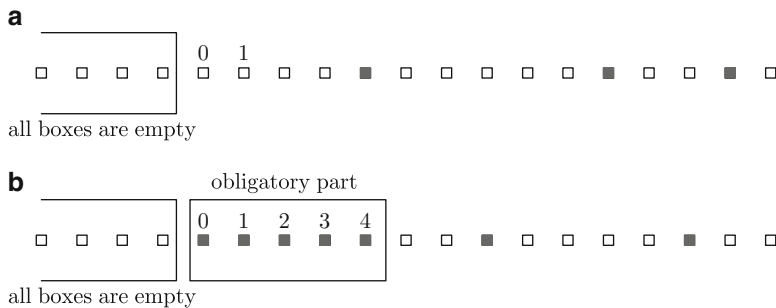 a
0 1
all boxes are empty
b
obligatory part
0 1 2 3 4
all boxes are empty